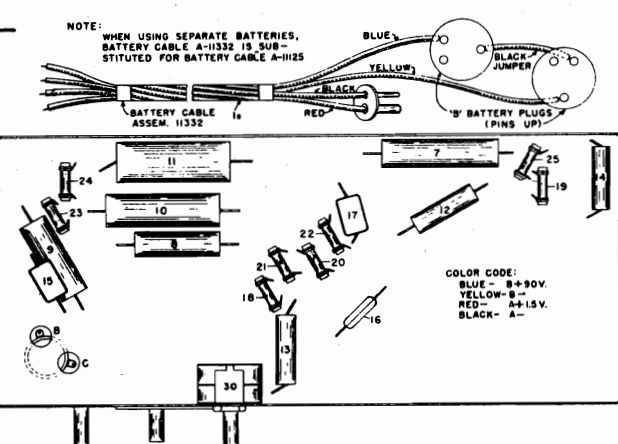 NOTE:
WHEN USING SEPARATE BATTERIES,
BATTERY CABLE A-11332 IS SUB-
STITUTED FOR BATTERY CABLE A-11125
BLUE
YELLOW
BLACK
RED
BLACK
JUMPER
BATTERY CABLE
ASSEM. 11332
"B" BATTERY PLUGS
(PINS UP)
11
7
25
14
24
19
23
10
17
12
9
22
8
21
20
15
18
16
COLOR CODE:
BLUE- B+90V.
YELLOW-B-
RED- A+1.5V.
BLACK- A-
B
C
13
30